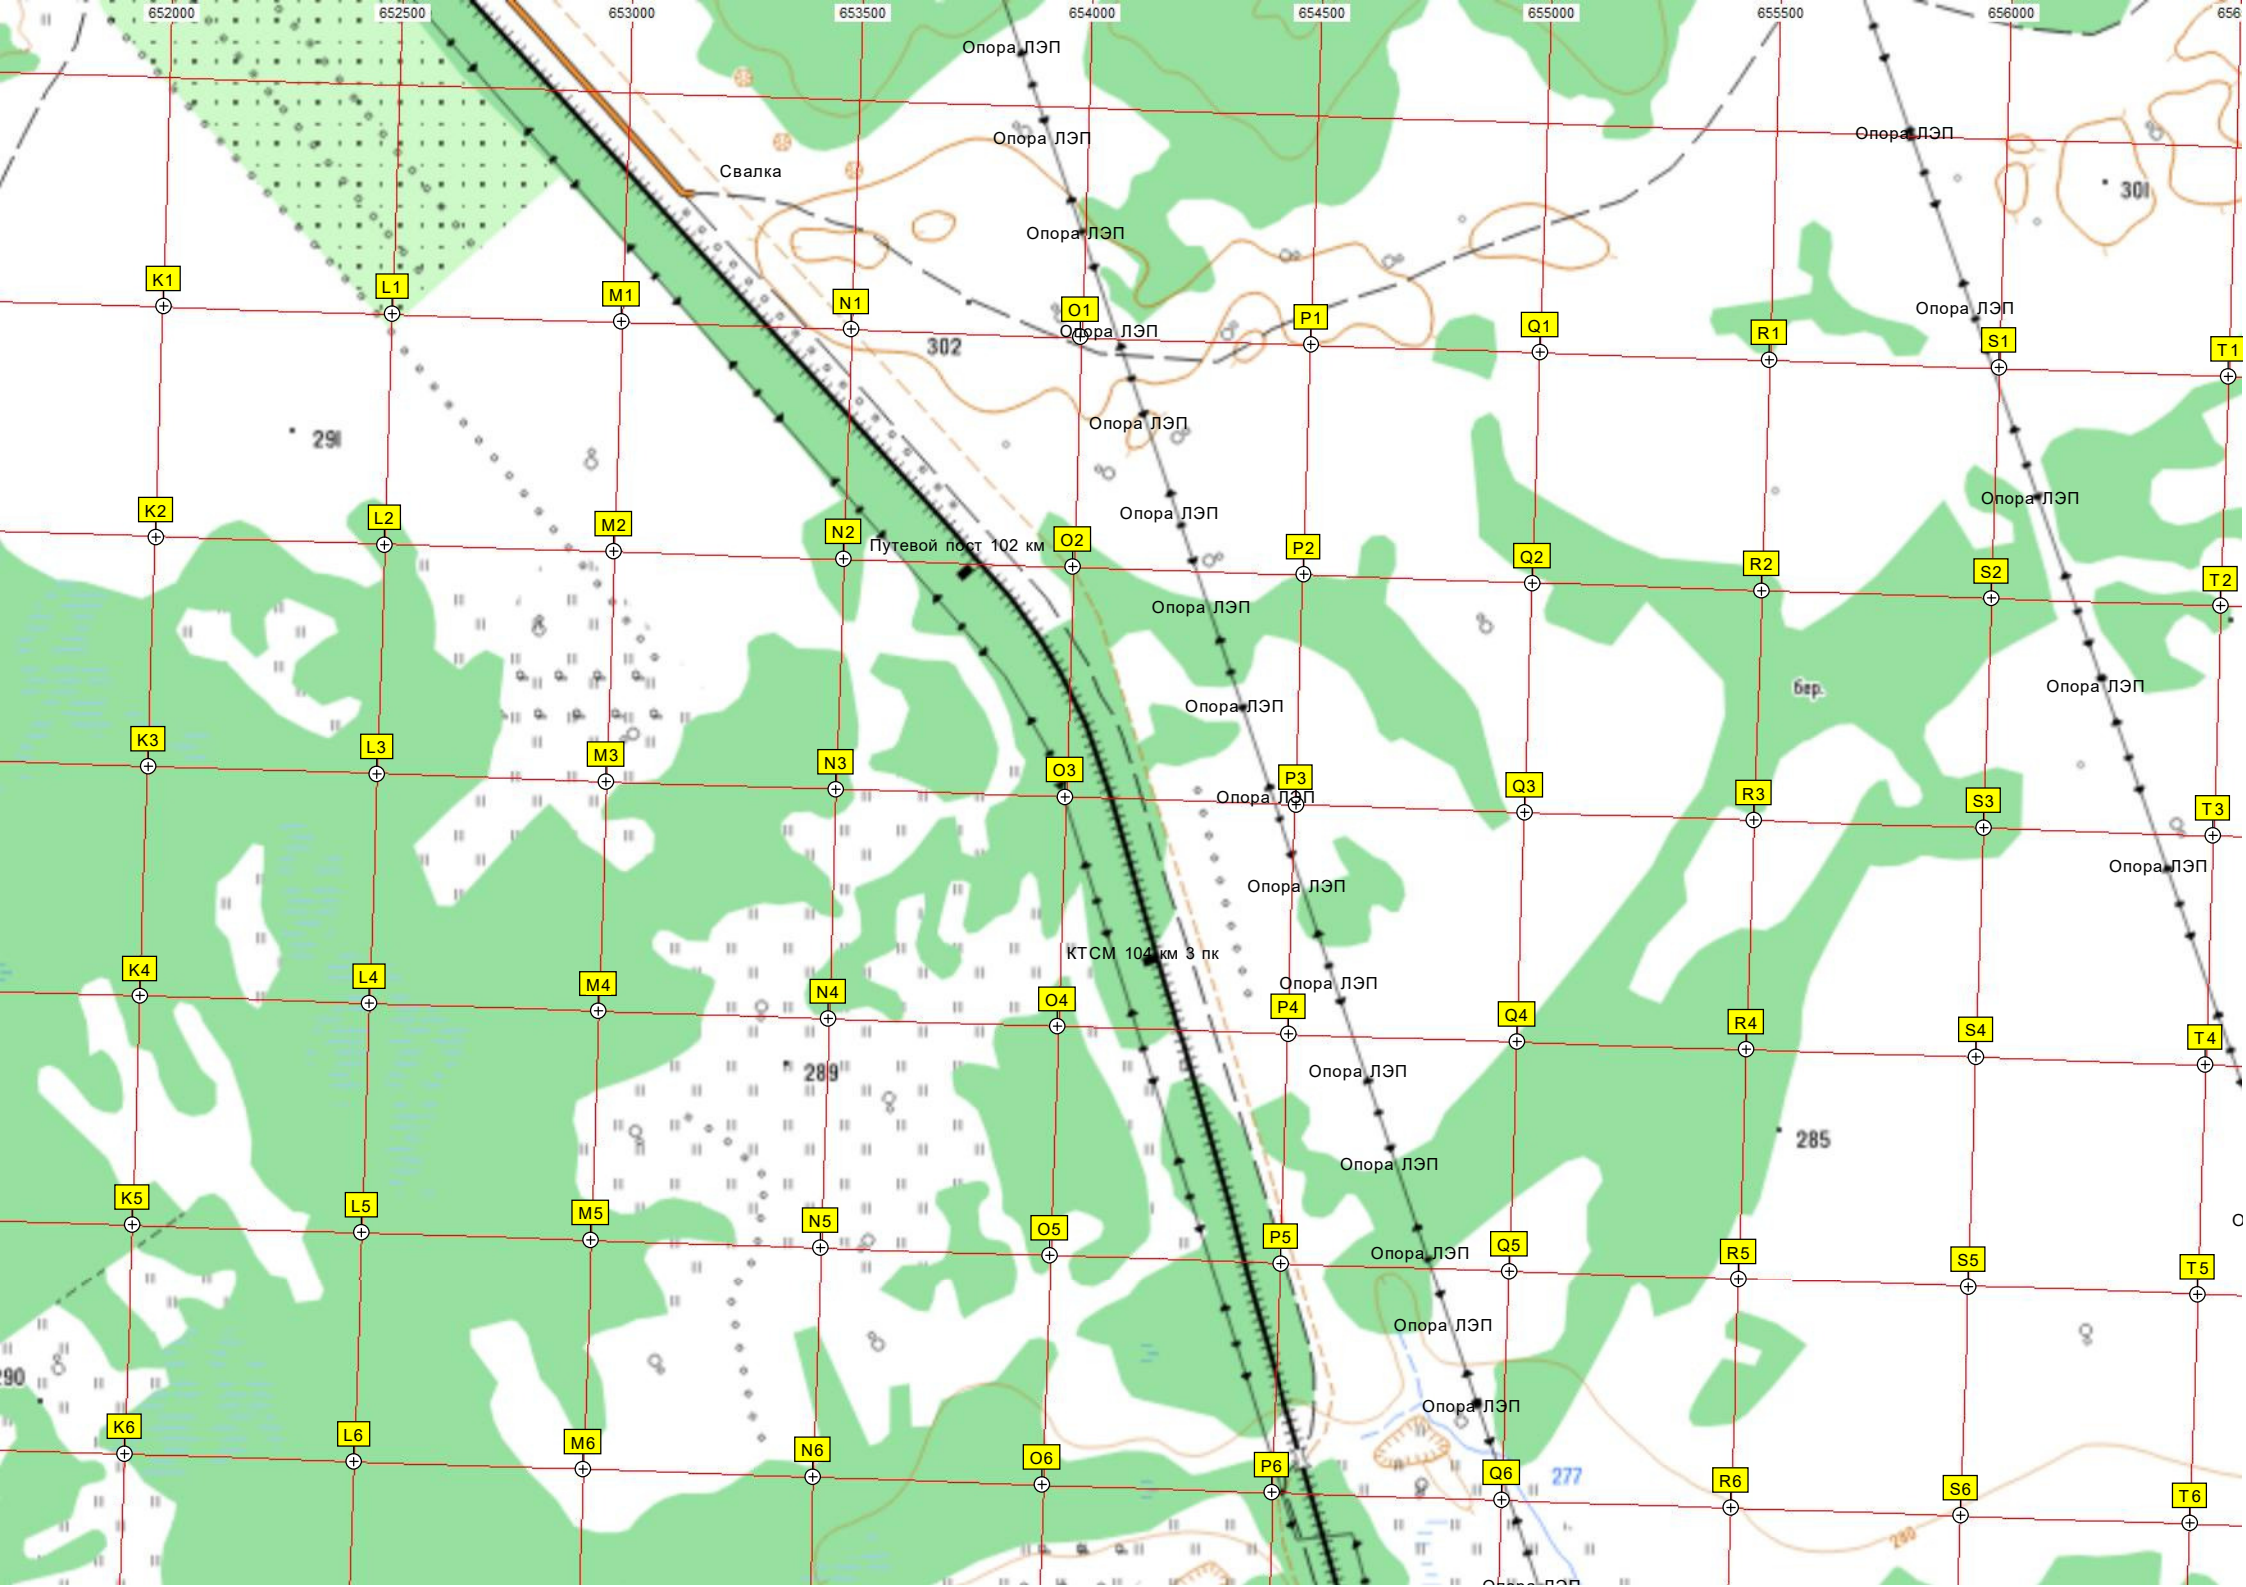 652000 652500 653000 653500 654000 654500 655000 655500 656000 656
Опора ЛЭП
Опора ЛЭП
Опора ЛЭП
Свалка
301
Опора ЛЭП
K1 L1 M1 N1 O1 P1 Q1 R1 S1 T1
Опора ЛЭП
Опора ЛЭП
302
291
Опора ЛЭП
Опора ЛЭП
Опора ЛЭП
K2 L2 M2 N2 O2 P2 Q2 R2 S2 T2
Путевой пост 102 км
Опора ЛЭП
бер.
Опора ЛЭП
Опора ЛЭП
K3 L3 M3 N3 O3 P3 Q3 R3 S3 T3
Опора ЛЭП
Опора ЛЭП
Опора ЛЭП
КТСМ 104 км 3 пк
Опора ЛЭП
K4 L4 M4 N4 O4 P4 Q4 R4 S4 T4
289
Опора ЛЭП
285
Опора ЛЭП
K5 L5 M5 N5 O5 P5 Q5 R5 S5 T5
О
Опора ЛЭП
Опора ЛЭП
290
Опора ЛЭП
K6 L6 M6 N6 O6 P6 Q6 R6 S6 T6
277
280
Опора ЛЭП